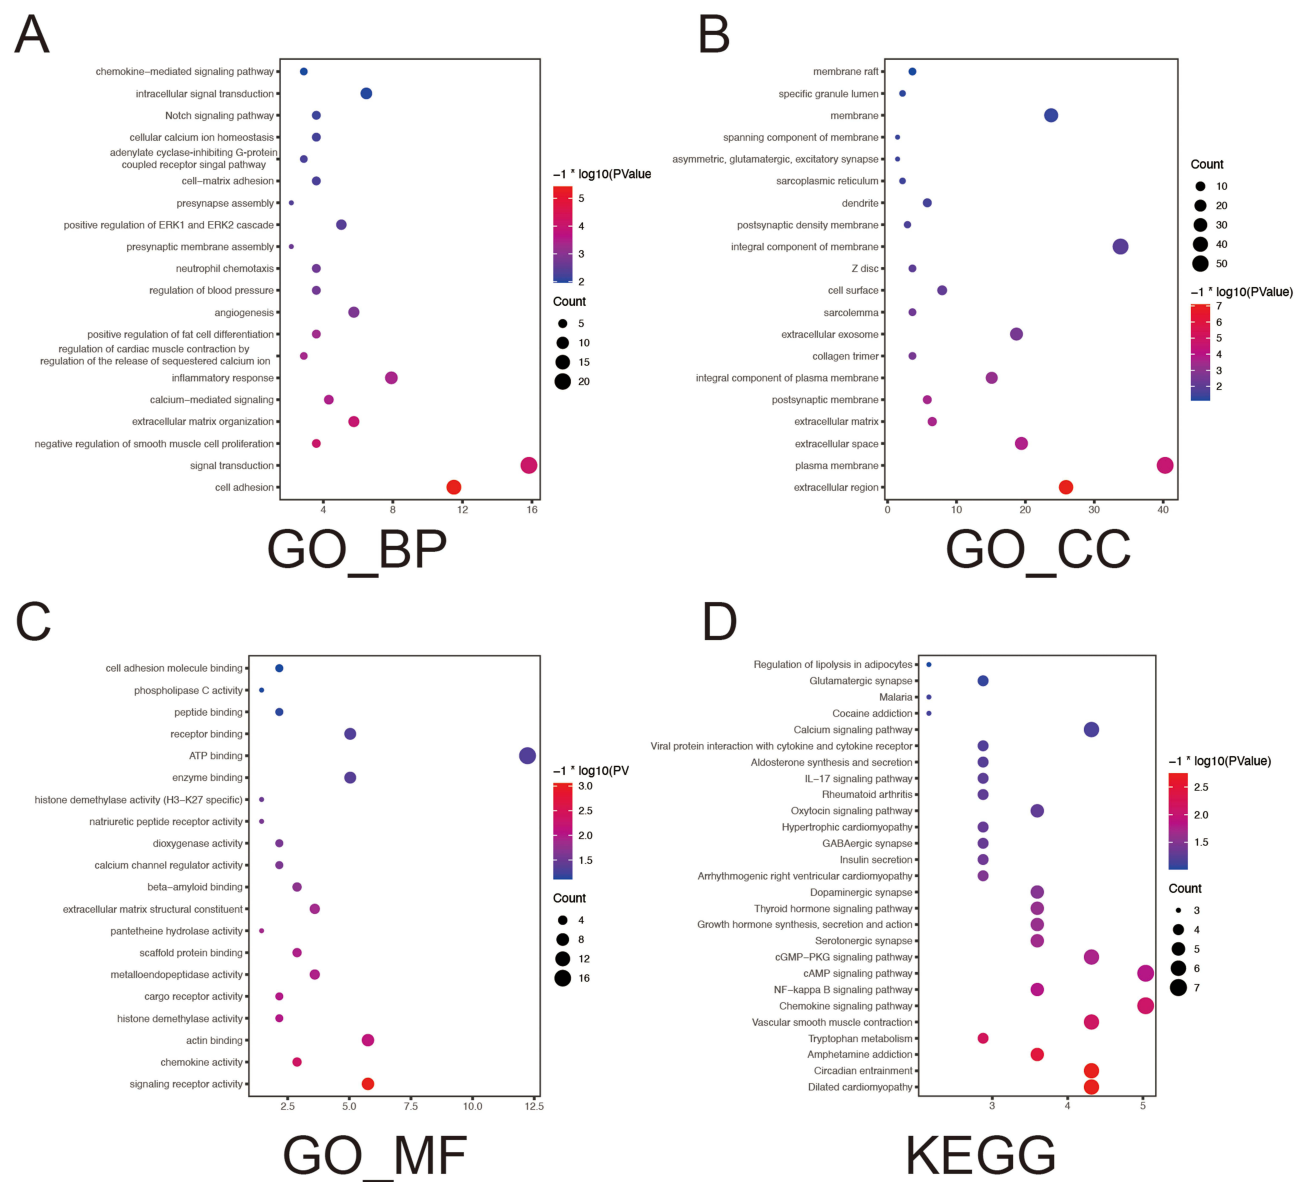 A
chemokine−mediated signaling pathway
intracellular signal transduction
Notch signaling pathway
cellular calcium ion homeostasis
adenylate cyclase-inhibiting G-protein
coupled receptor singal pathway
cell−matrix adhesion
presynapse assembly
positive regulation of ERK1 and ERK2 cascade
presynaptic membrane assembly
neutrophil chemotaxis
regulation of blood pressure
angiogenesis
positive regulation of fat cell differentiation
regulation of cardiac muscle contraction by
regulation of the release of sequestered calcium ion
inflammatory response
calcium−mediated signaling
extracellular matrix organization
negative regulation of smooth muscle cell proliferation
signal transduction
cell adhesion
4 8 12 16
−1 * log10(PValue
5
4
3
2
Count
5
10
15
20
GO_BP
B
membrane raft
specific granule lumen
membrane
spanning component of membrane
asymmetric, glutamatergic, excitatory synapse
sarcoplasmic reticulum
dendrite
postsynaptic density membrane
integral component of membrane
Z disc
cell surface
sarcolemma
extracellular exosome
collagen trimer
integral component of plasma membrane
postsynaptic membrane
extracellular matrix
extracellular space
plasma membrane
extracellular region
0 10 20 30 40
Count
10
20
30
40
50
−1 * log10(PValue)
7
6
5
4
3
2
GO_CC
C
cell adhesion molecule binding
phospholipase C activity
peptide binding
receptor binding
ATP binding
enzyme binding
histone demethylase activity (H3−K27 specific)
natriuretic peptide receptor activity
dioxygenase activity
calcium channel regulator activity
beta−amyloid binding
extracellular matrix structural constituent
pantetheine hydrolase activity
scaffold protein binding
metalloendopeptidase activity
cargo receptor activity
histone demethylase activity
actin binding
chemokine activity
signaling receptor activity
2.5 5.0 7.5 10.0 12.5
−1 * log10(PV
3.0
2.5
2.0
1.5
Count
4
8
12
16
GO_MF
D
Regulation of lipolysis in adipocytes
Glutamatergic synapse
Malaria
Cocaine addiction
Calcium signaling pathway
Viral protein interaction with cytokine and cytokine receptor
Aldosterone synthesis and secretion
IL−17 signaling pathway
Rheumatoid arthritis
Oxytocin signaling pathway
Hypertrophic cardiomyopathy
GABAergic synapse
Insulin secretion
Arrhythmogenic right ventricular cardiomyopathy
Dopaminergic synapse
Thyroid hormone signaling pathway
Growth hormone synthesis, secretion and action
Serotonergic synapse
cGMP−PKG signaling pathway
cAMP signaling pathway
NF−kappa B signaling pathway
Chemokine signaling pathway
Vascular smooth muscle contraction
Tryptophan metabolism
Amphetamine addiction
Circadian entrainment
Dilated cardiomyopathy
3 4 5
−1 * log10(PValue)
2.5
2.0
1.5
Count
3
4
5
6
7
KEGG